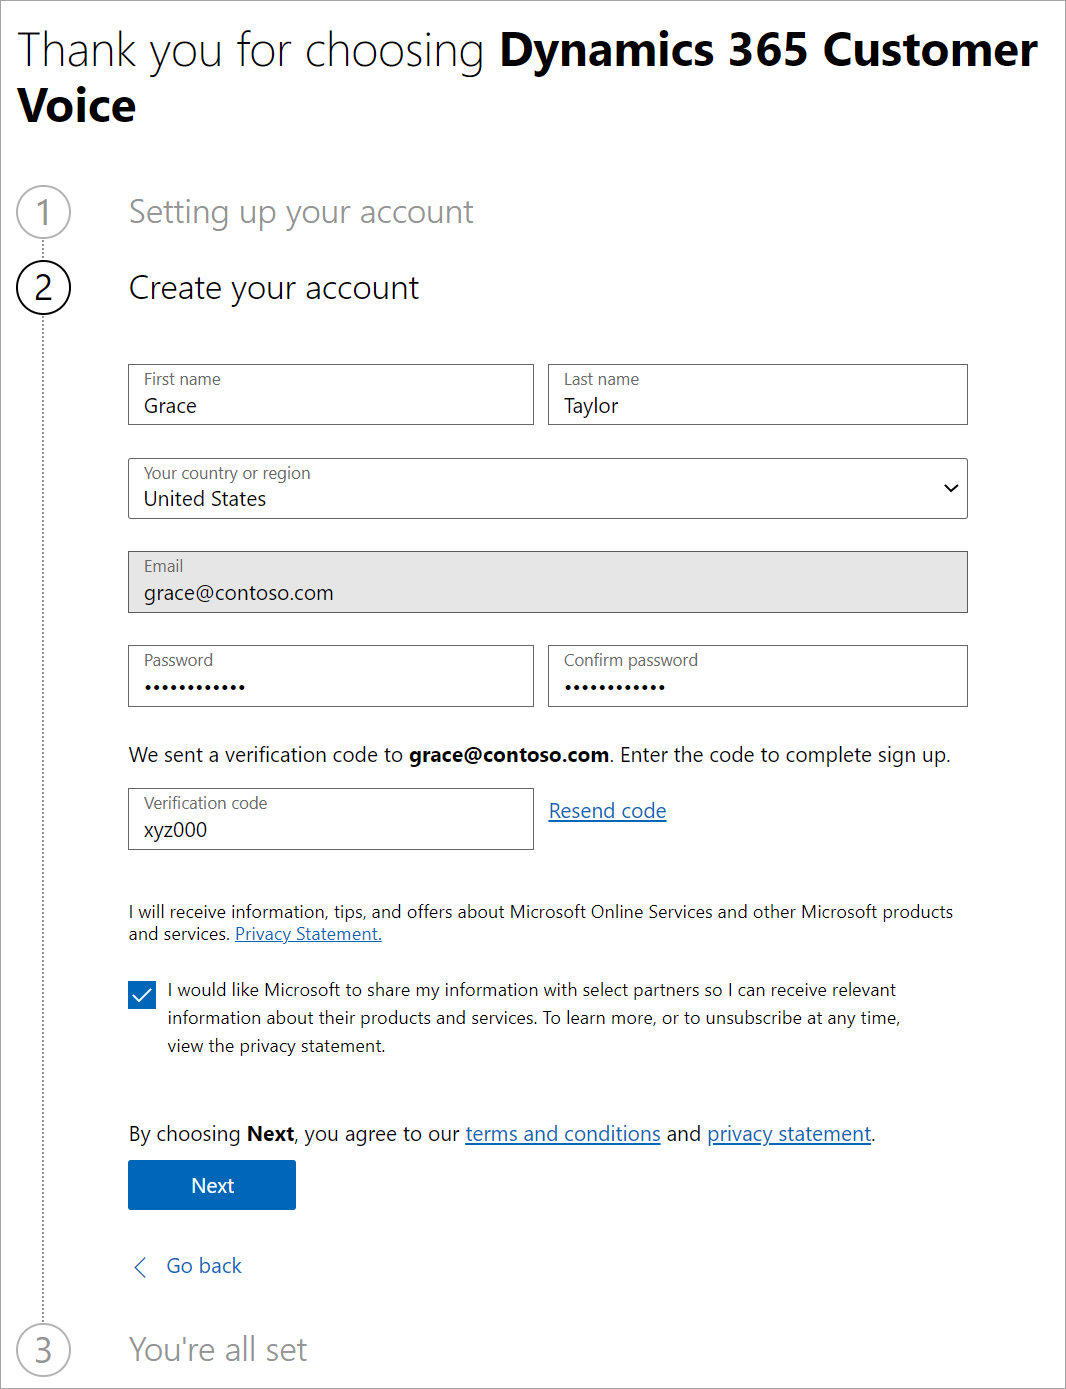 Thank you for choosing Dynamics 365 Customer
Voice
1 Setting up your account
2 Create your account
First name
Grace
Last name
Taylor
Your country or region
United States
Email
grace@contoso.com
Password
••••••••••••
Confirm password
••••••••••••
We sent a verification code to grace@contoso.com. Enter the code to complete sign up.
Verification code
xyz000
Resend code
I will receive information, tips, and offers about Microsoft Online Services and other Microsoft products
and services. Privacy Statement.
I would like Microsoft to share my information with select partners so I can receive relevant
information about their products and services. To learn more, or to unsubscribe at any time,
view the privacy statement.
By choosing Next, you agree to our terms and conditions and privacy statement.
Next
Go back
3 You're all set